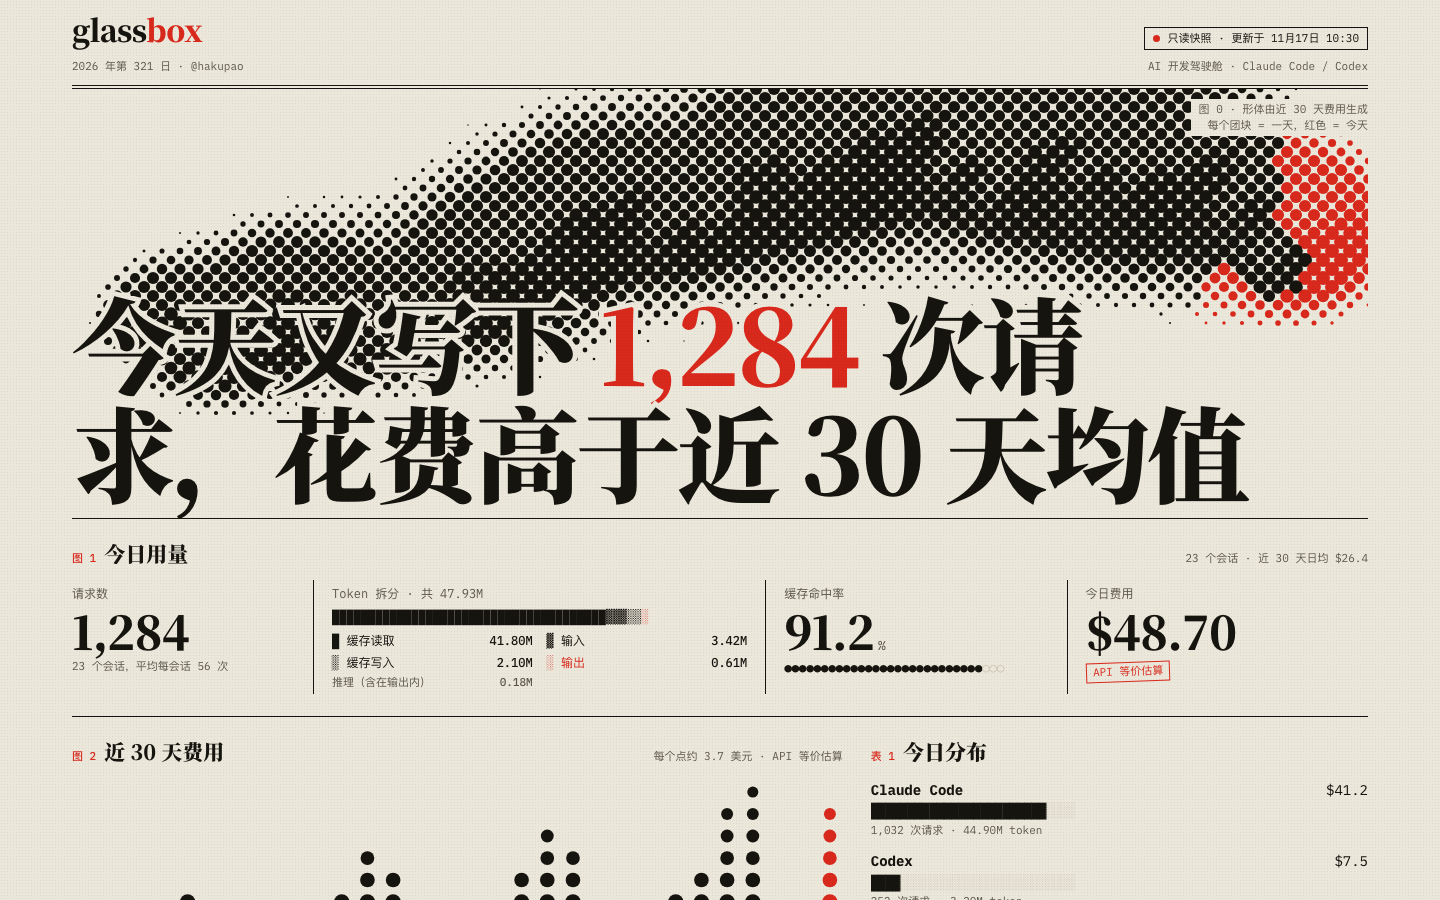 glassbox
2026 年第 321 日 · @hakupao
只读快照 · 更新于 11月17日 10:30
AI 开发驾驶舱 · Claude Code / Codex
图 0 · 形体由近 30 天费用生成
每个团块 = 一天，红色 = 今天
今天又写下 1,284 次请
求，花费高于近 30 天均值
图 1 今日用量
23 个会话 · 近 30 天日均 $26.4
请求数
1,284
23 个会话，平均每会话 56 次
Token 拆分 · 共 47.93M
缓存读取 41.80M 输入 3.42M
缓存写入 2.10M 输出 0.61M
推理（含在输出内） 0.18M
缓存命中率
91.2%
今日费用
$48.70
API 等价估算
图 2 近 30 天费用
每个点约 3.7 美元 · API 等价估算
表 1 今日分布
Claude Code $41.2
1,032 次请求 · 44.90M token
Codex $7.5